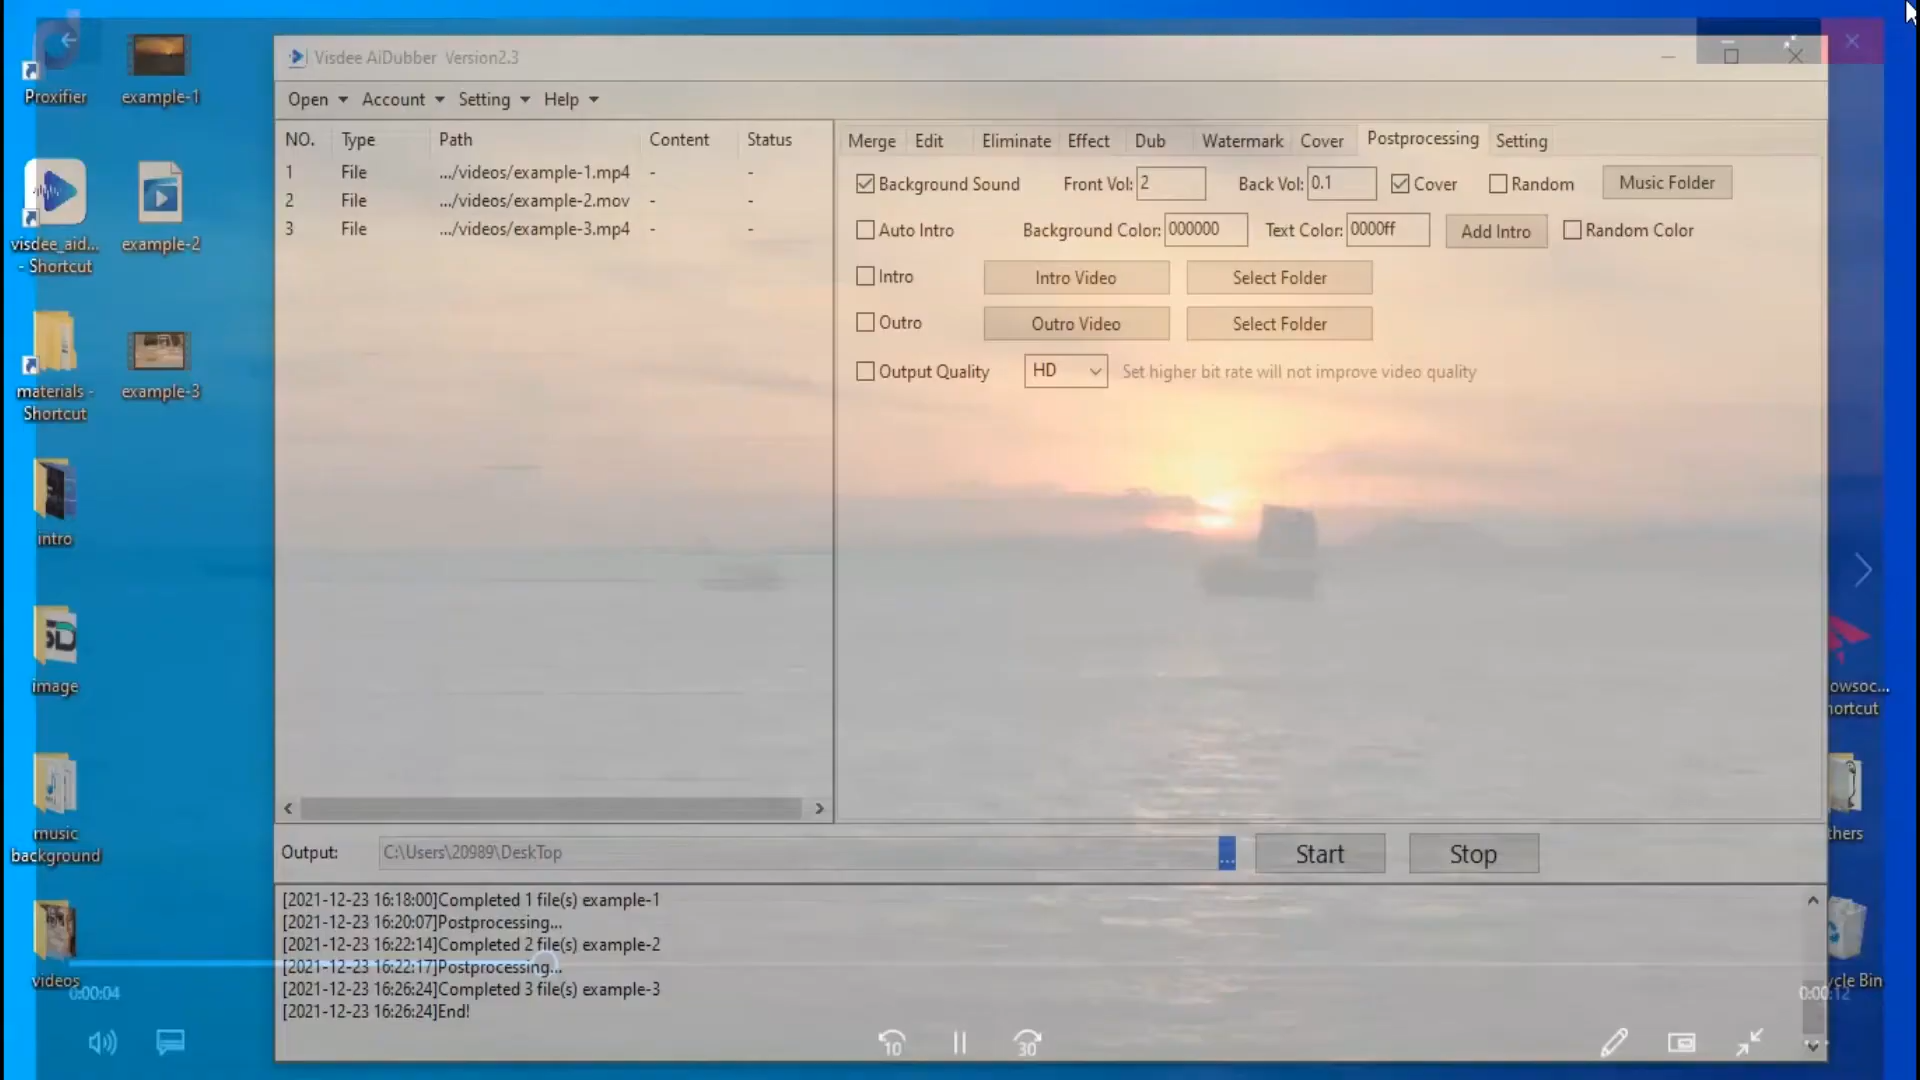 Visdee AiDubber Version2.3
Open Account Setting Help
NO. Type Path Content Status
1 File .../videos/example-1.mp4 - -
2 File .../videos/example-2.mov - -
3 File .../videos/example-3.mp4 - -
Merge Edit Eliminate Effect Dub Watermark Cover Postprocessing Setting
Background Sound Front Vol: 2 Back Vol: 0.1 Cover Random Music Folder
Auto Intro Background Color: 000000 Text Color: 0000ff Add Intro Random Color
Intro Intro Video Select Folder
Outro Outro Video Select Folder
Output Quality HD Set higher bit rate will not improve video quality
Output: C:\Users\20989\DeskTop ... Start Stop
[2021-12-23 16:18:00]Completed 1 file(s) example-1
[2021-12-23 16:20:07]Postprocessing...
[2021-12-23 16:22:14]Completed 2 file(s) example-2
[2021-12-23 16:22:17]Postprocessing...
[2021-12-23 16:26:24]Completed 3 file(s) example-3
[2021-12-23 16:26:24]End!
Proxifier
example-1
visdee_aid...
- Shortcut
example-2
materials -
Shortcut
example-3
intro
image
music
background
videos
owsoc...
hortcut
thers
ycle Bin
0:00:04
0:00:12
10
30